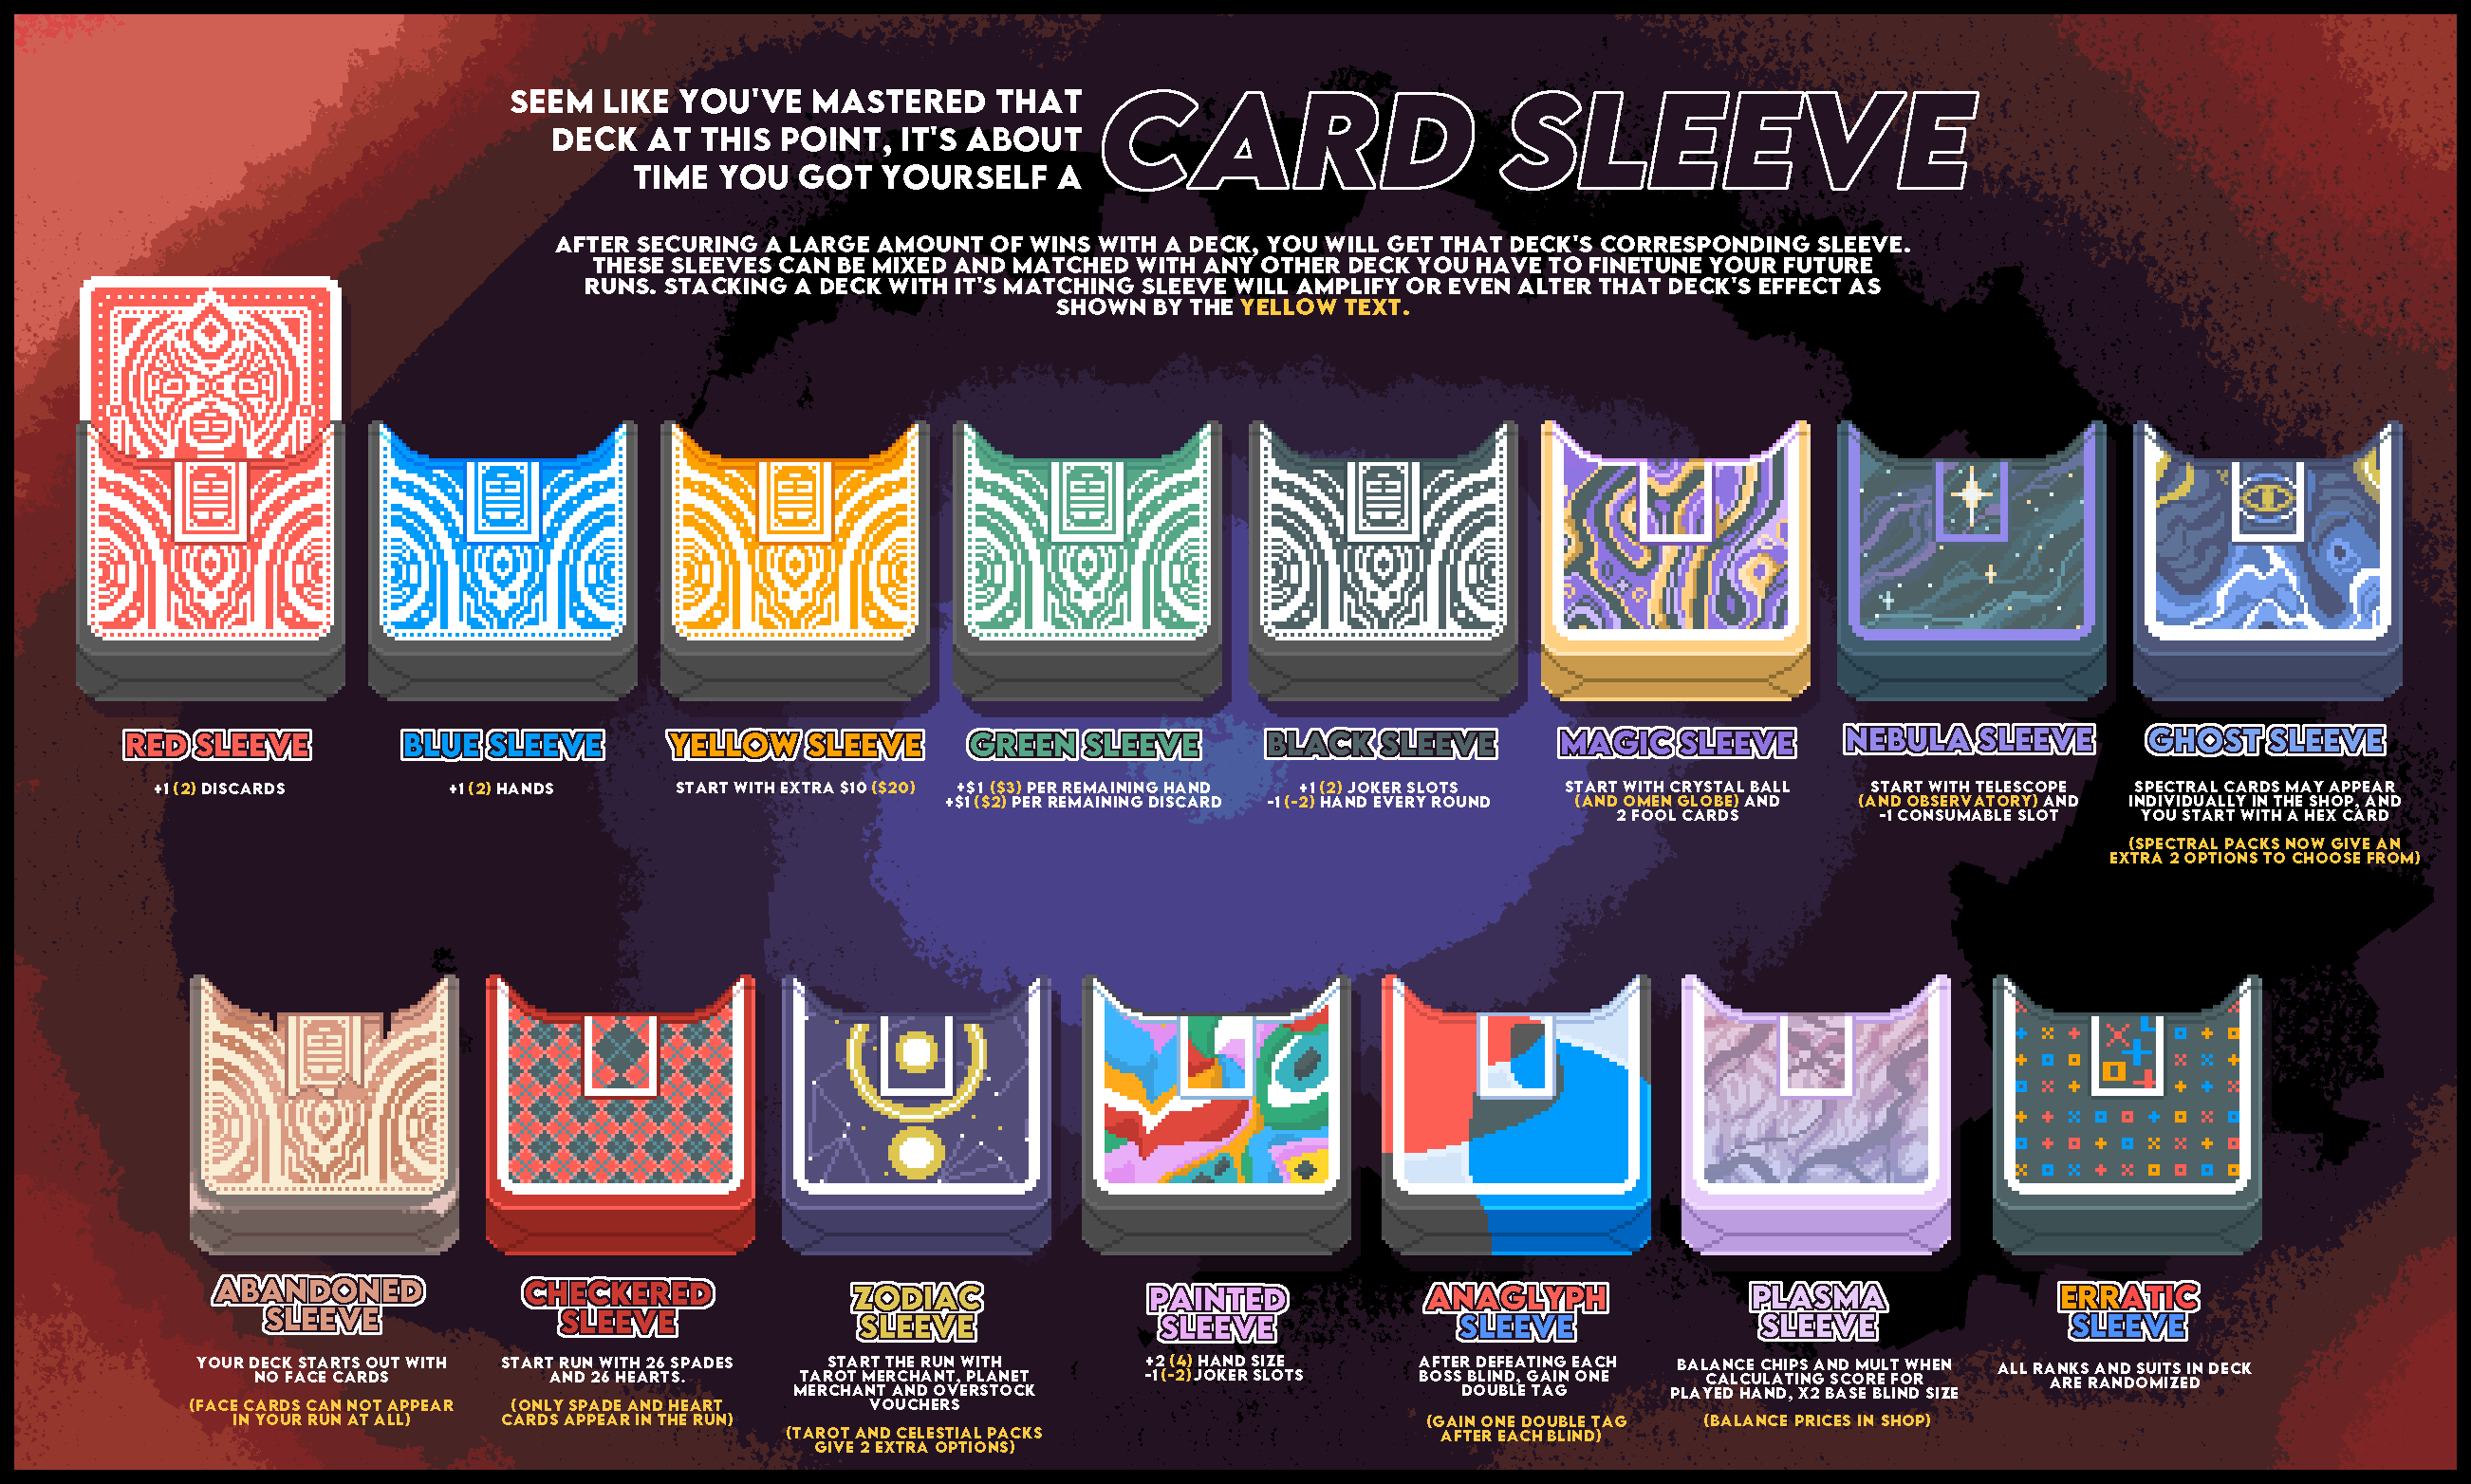 SEEM LIKE YOU'VE MASTERED THAT
DECK AT THIS POINT, IT'S ABOUT
TIME YOU GOT YOURSELF A
CARD SLEEVE
AFTER SECURING A LARGE AMOUNT OF WINS WITH A DECK, YOU WILL GET THAT DECK'S CORRESPONDING SLEEVE.
THESE SLEEVES CAN BE MIXED AND MATCHED WITH ANY OTHER DECK YOU HAVE TO FINETUNE YOUR FUTURE
RUNS. STACKING A DECK WITH IT'S MATCHING SLEEVE WILL AMPLIFY OR EVEN ALTER THAT DECK'S EFFECT AS
SHOWN BY THE YELLOW TEXT.
RED SLEEVE
+1 (2) DISCARDS
BLUE SLEEVE
+1 (2) HANDS
YELLOW SLEEVE
START WITH EXTRA $10 ($20)
GREEN SLEEVE
+$1 ($3) PER REMAINING HAND
+$1 ($2) PER REMAINING DISCARD
BLACK SLEEVE
+1 (2) JOKER SLOTS
-1 (-2) HAND EVERY ROUND
MAGIC SLEEVE
START WITH CRYSTAL BALL
(AND OMEN GLOBE) AND
2 FOOL CARDS
NEBULA SLEEVE
START WITH TELESCOPE
(AND OBSERVATORY) AND
-1 CONSUMABLE SLOT
GHOST SLEEVE
SPECTRAL CARDS MAY APPEAR
INDIVIDUALLY IN THE SHOP, AND
YOU START WITH A HEX CARD
(SPECTRAL PACKS NOW GIVE AN
EXTRA 2 OPTIONS TO CHOOSE FROM)
ABANDONED
SLEEVE
YOUR DECK STARTS OUT WITH
NO FACE CARDS
(FACE CARDS CAN NOT APPEAR
IN YOUR RUN AT ALL)
CHECKERED
SLEEVE
START RUN WITH 26 SPADES
AND 26 HEARTS.
(ONLY SPADE AND HEART
CARDS APPEAR IN THE RUN)
ZODIAC
SLEEVE
START THE RUN WITH
TAROT MERCHANT, PLANET
MERCHANT AND OVERSTOCK
VOUCHERS
(TAROT AND CELESTIAL PACKS
GIVE 2 EXTRA OPTIONS)
PAINTED
SLEEVE
+2 (4) HAND SIZE
-1 (-2) JOKER SLOTS
ANAGLYPH
SLEEVE
AFTER DEFEATING EACH
BOSS BLIND, GAIN ONE
DOUBLE TAG
(GAIN ONE DOUBLE TAG
AFTER EACH BLIND)
PLASMA
SLEEVE
BALANCE CHIPS AND MULT WHEN
CALCULATING SCORE FOR
PLAYED HAND, X2 BASE BLIND SIZE
(BALANCE PRICES IN SHOP)
ERRATIC
SLEEVE
ALL RANKS AND SUITS IN DECK
ARE RANDOMIZED